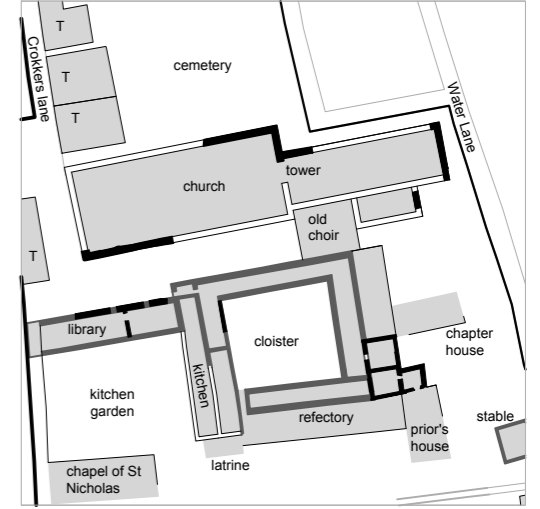 T
Crokkers lane
cemetery
T
Water Lane
T
tower
church
old
choir
T
library
cloister
chapter
house
kitchen
kitchen
garden
refectory
stable
prior's
house
latrine
chapel of St
Nicholas